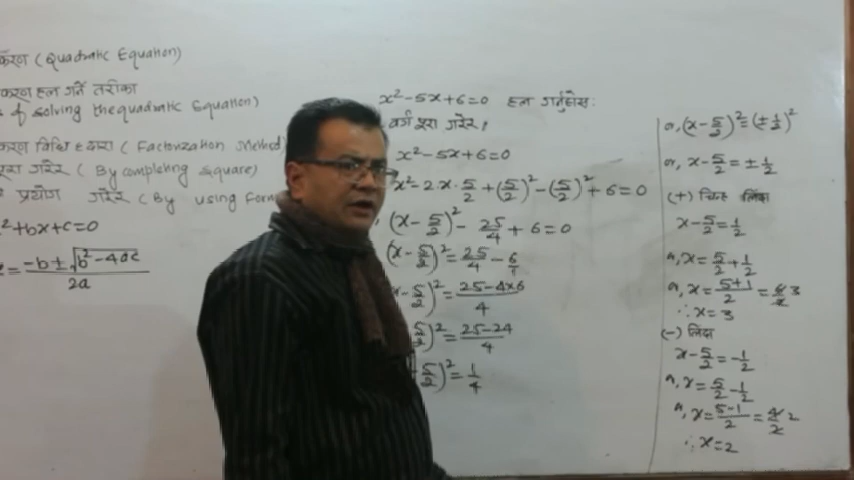 करण (Quadratic Equation)
करण हल गर्ने तरीका
of solving the quadratic Equation)
करण विधि द्वारा (Factorization Method)
पूरा गरेर (By completing square)
प्रयोग गरेर (By using Form
x²+bx+c=0
= -b ± √(b²-4ac) / 2a
x²-5x+6=0 हल गर्नुहोस:
वर्ग पूरा गरेर,
x²-5x+6=0
x²-2x·5/2+(5/2)²-(5/2)²+6=0
(x-5/2)²-25/4+6=0
(x-5/2)²=25/4-6/1
x-5/2)²=(25-4×6)/4
5/2)²=(25-24)/4
-5/2)²=1/4
a,(x-5/2)²=(±1/2)²
a, x-5/2=±1/2
(+) चिन्ह लिंदा
x-5/2=1/2
a, x=5/2+1/2
a, x=(5+1)/2=6/2 3
∴ x=3
(-) लिंदा
x-5/2=-1/2
a, x=5/2-1/2
a, x=(5-1)/2=4/2 2
∴ x=2